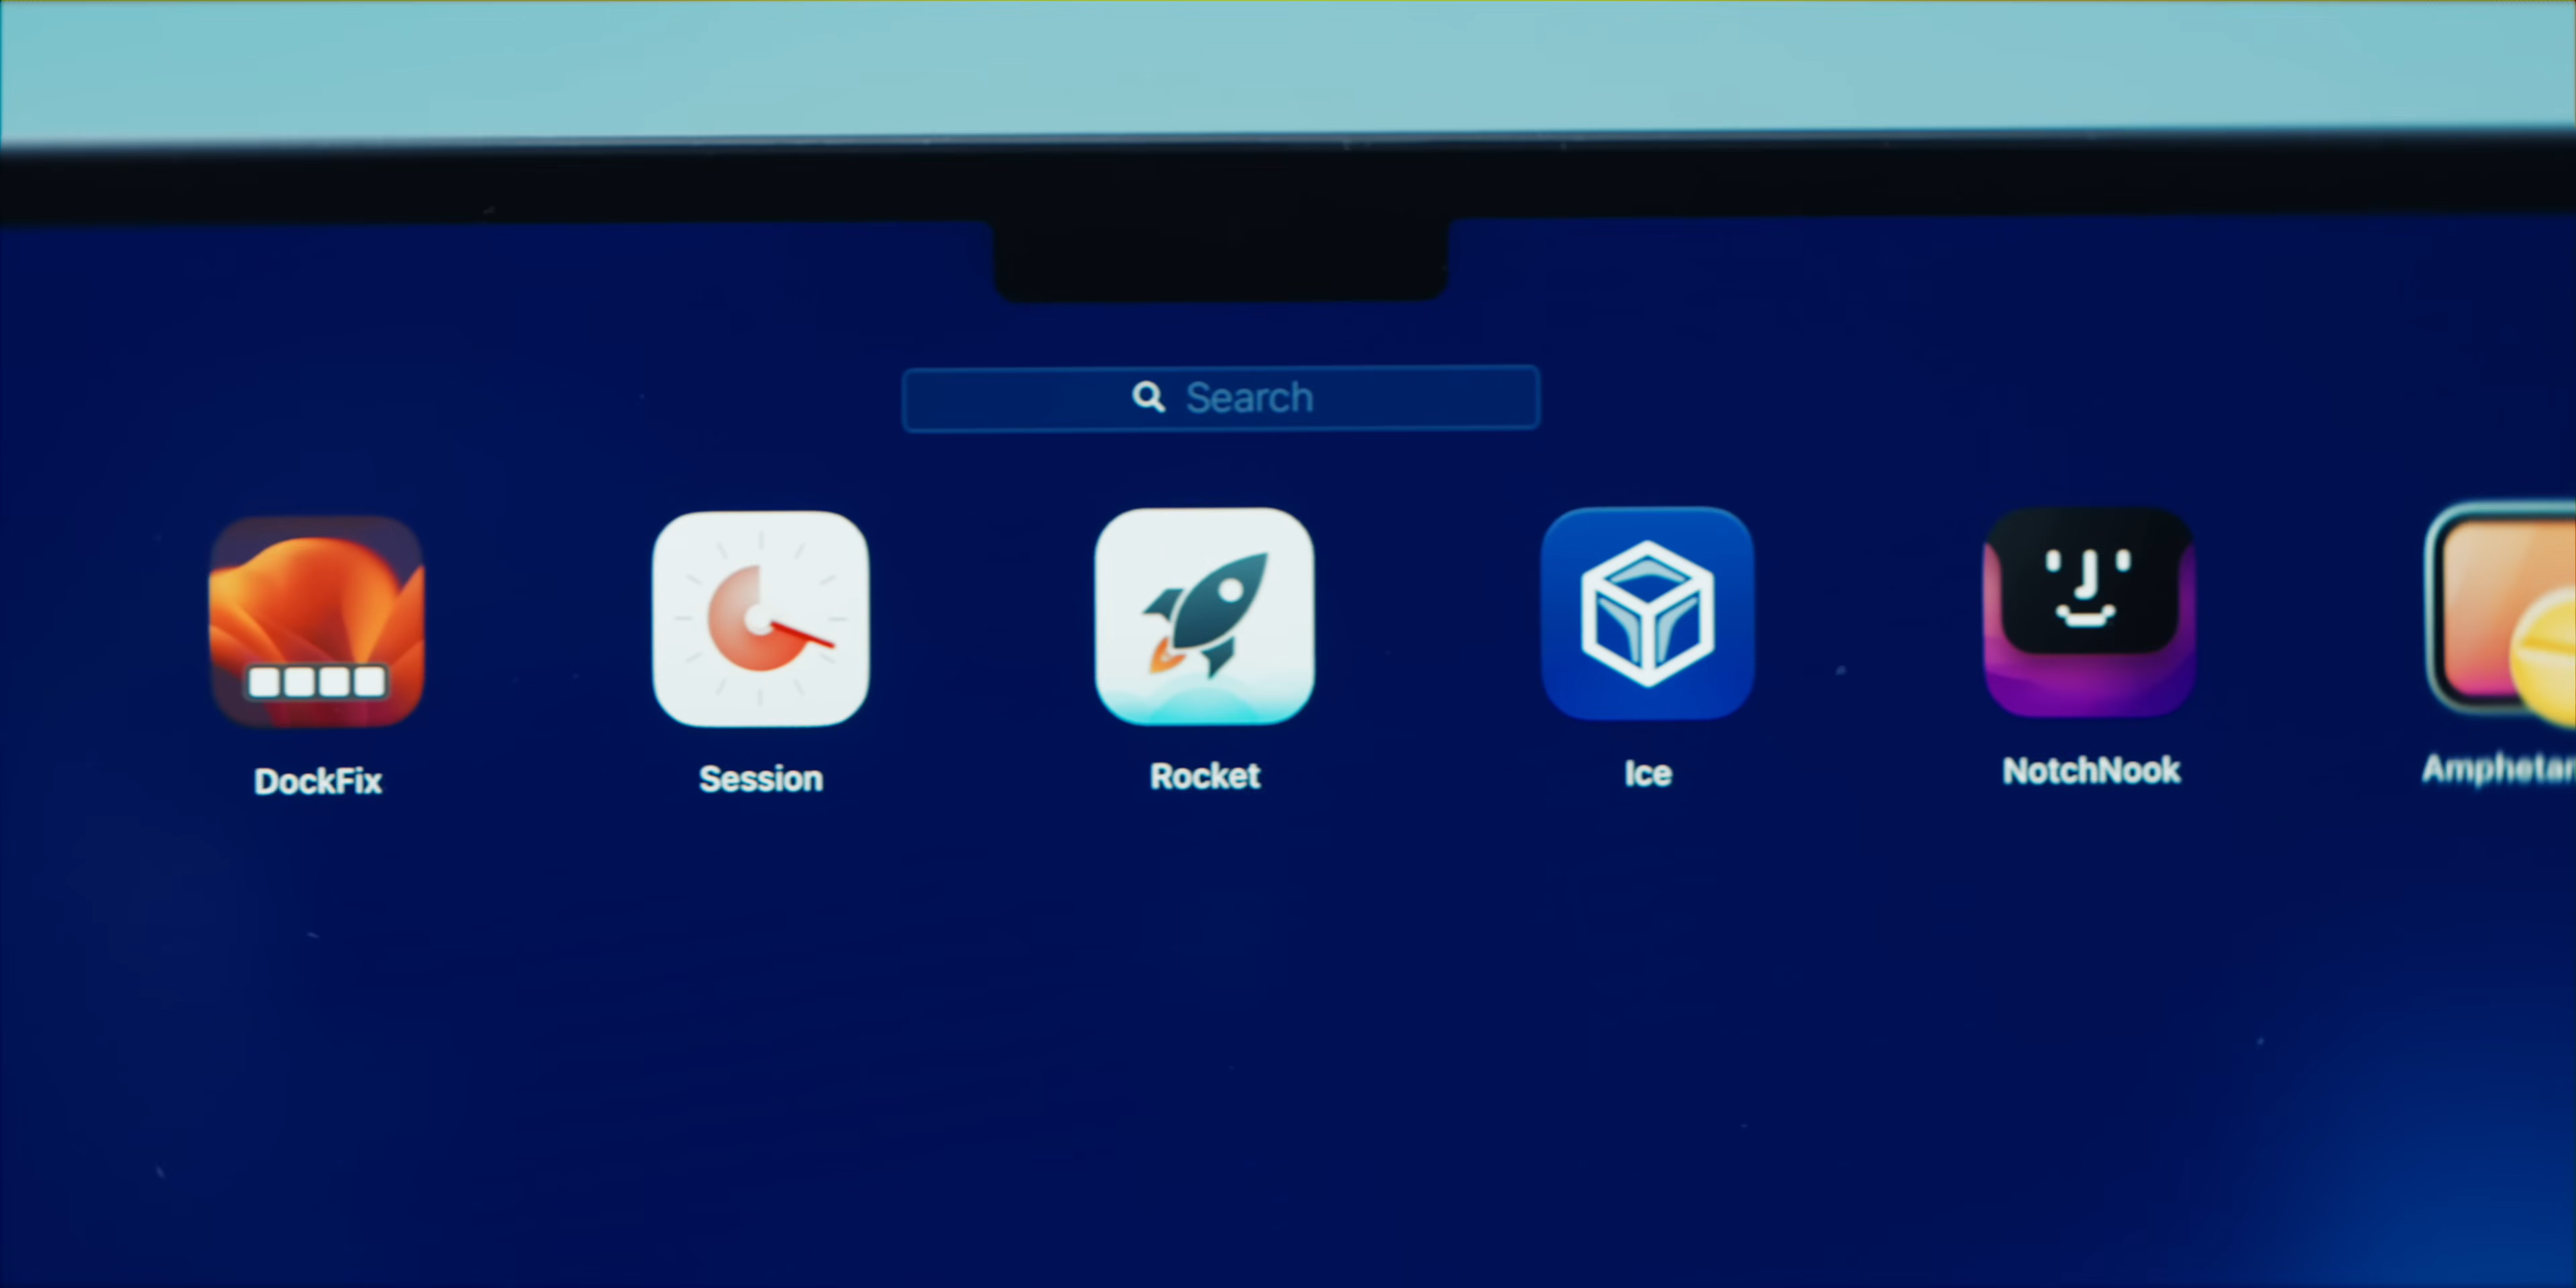 Search
DockFix
Session
Rocket
Ice
NotchNook